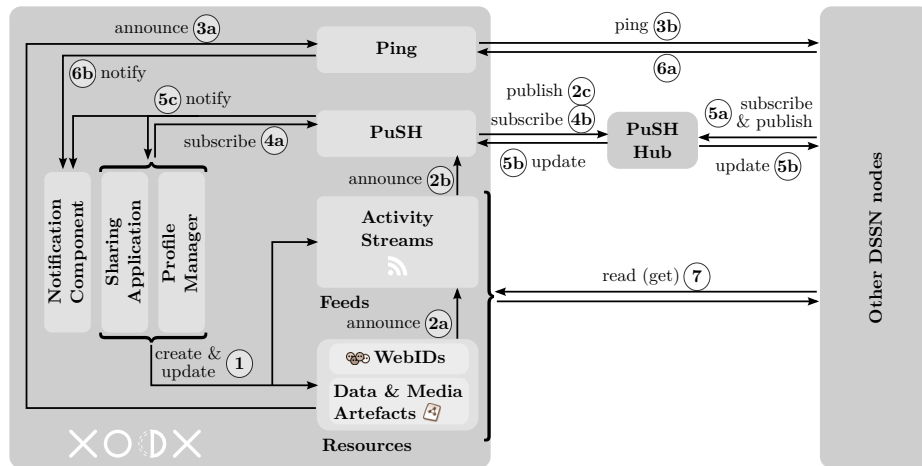 announce 3a
Ping
ping 3b
6a
6b notify
5c notify
publish 2c
subscribe 4b
subscribe 4a
PuSH
PuSH
Hub
5a subscribe
& publish
5b update
update 5b
announce 2b
Notification
Component
Sharing
Application
Profile
Manager
Activity
Streams
Feeds
read (get) 7
Other DSSN nodes
announce 2a
create &
update 1
WebIDs
Data & Media
Artefacts
Resources
XODX